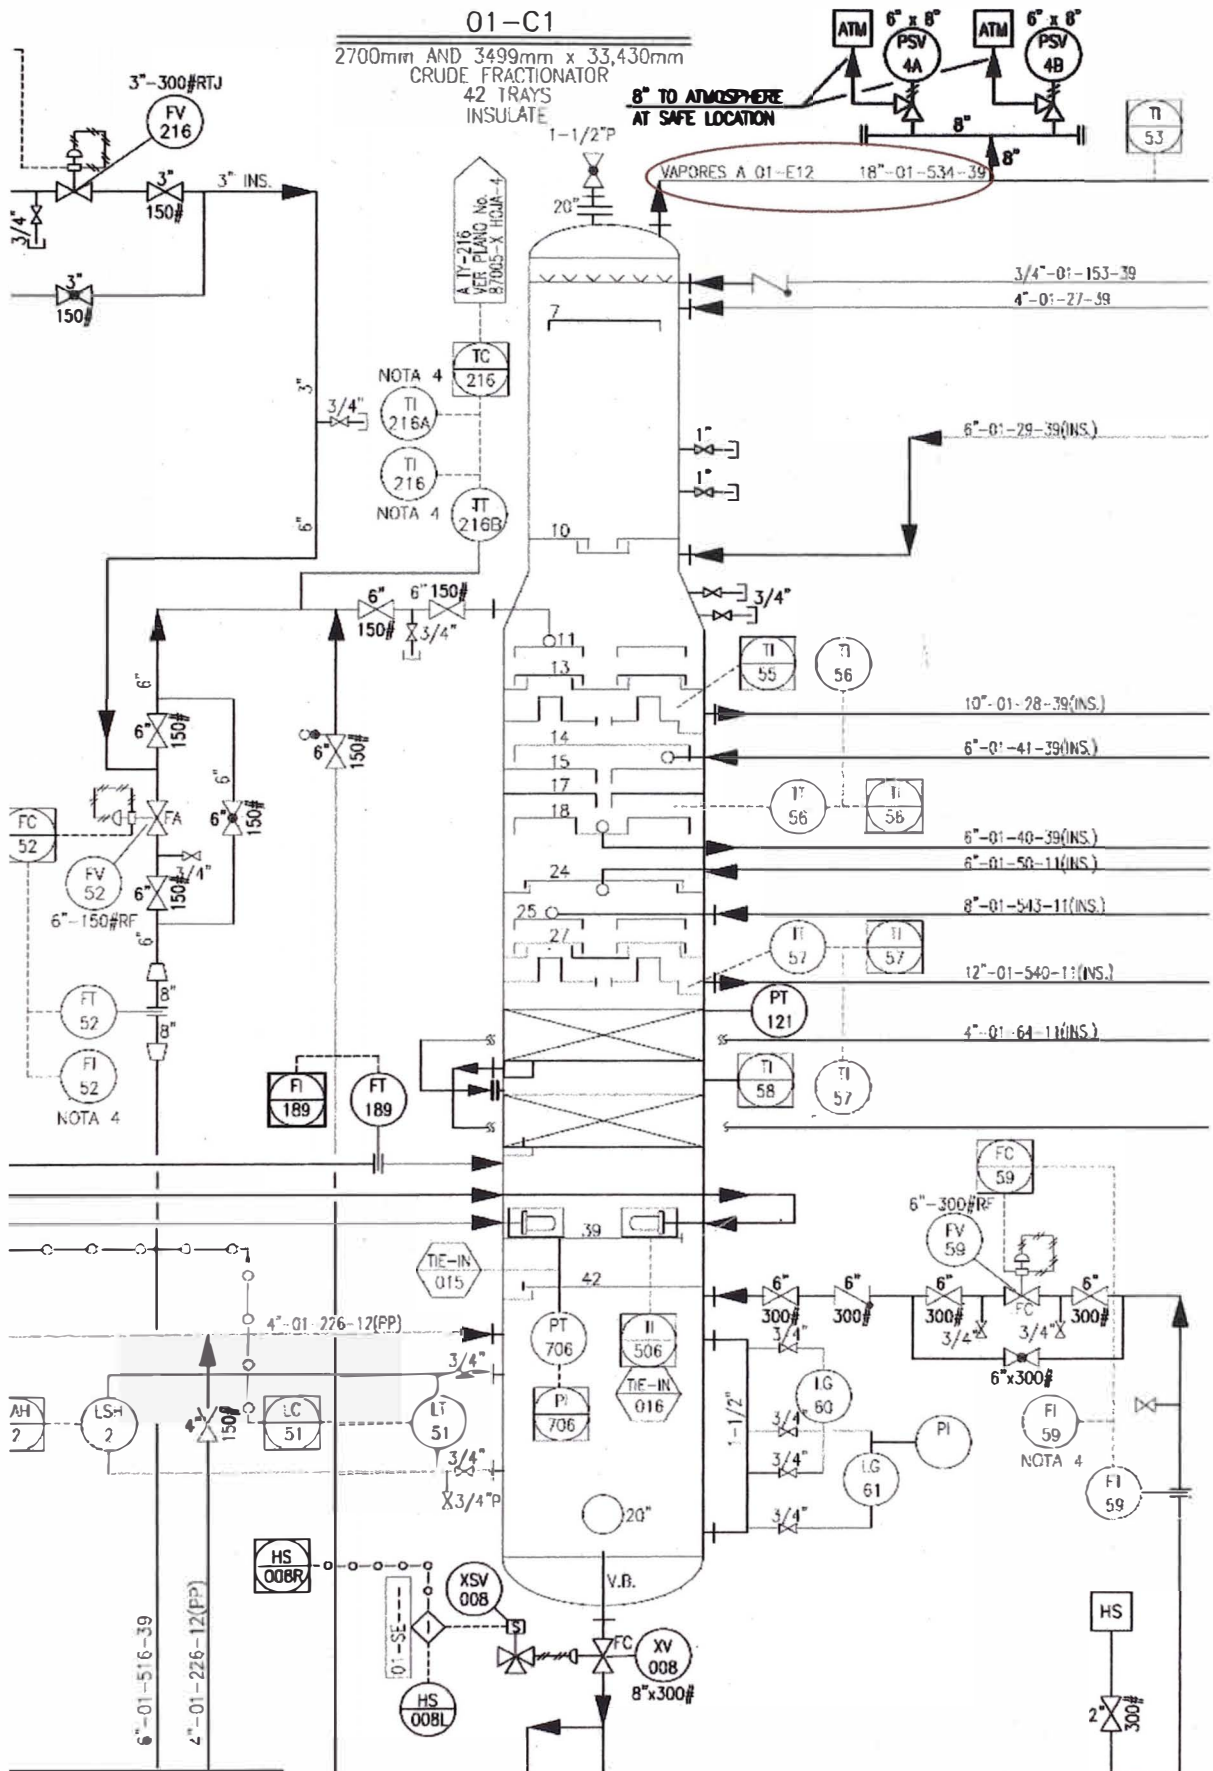 01-C1
2700mm AND 3499mm x 33,430mm
CRUDE FRACTIONATOR
42 TRAYS
INSULATE
ATM
6" x 8"
PSV
4A
ATM
6" x 8"
PSV
4B
8" TO ATMOSPHERE
AT SAFE LOCATION
8"
8"
TI
53
3"-300#RTJ
FV
216
1-1/2"P
VAPORES A 01-E12 18"-01-534-39
20"
3"
3" INS.
150#
3/4"
3"
150#
A TY-216
VER PLANO No.
87005-X HOJA-4
3/4"-01-153-39
4"-01-27-39
7
TC
216
NOTA 4
TI
216A
TI
216
NOTA 4
TT
216B
3"
3/4"
6"
1"
1"
6"-01-29-39(INS.)
10
6"
150#
6" 150#
3/4"
3/4"
11
13
TI
55
TI
56
6"
6"
150#
6"
6"
150#
6"
150#
10"-01-28-39(INS.)
14
6"-01-41-39(INS.)
15
17
TT
56
TI
56
18
FC
52
FA
FV
52
3/4"
6"
150#
6"-150#RF
6"
6"-01-40-39(INS.)
6"-01-50-11(INS.)
24
25
8"-01-543-11(INS.)
27
TT
57
TI
57
12"-01-540-11(INS.)
8"
FT
52
8"
FI
52
NOTA 4
PT
121
4"-01-64-11(INS.)
FI
189
FT
189
TI
58
TI
57
FC
59
6"-300#RF
FV
59
39
TIE-IN
015
42
6"
300#
300#
6"
300#
FC
6"
300#
3/4"
3/4"
6"x300#
4"-01-226-12(PP)
PT
706
506
TIE-IN
016
PI
706
3/4"
3/4"
LG
60
1-1/2"
3/4"
PI
3/4"
LG
61
3/4"
FI
59
NOTA 4
59
AH
2
LSH
2
4"
150#
LC
51
LT
51
3/4"
3/4"P
20"
HS
008R
01-SE
XSV
008
S
V.B.
FC
XV
008
8"x300#
HS
008L
6"-01-516-39
4"-01-226-12(PP)
HS
2"
300#